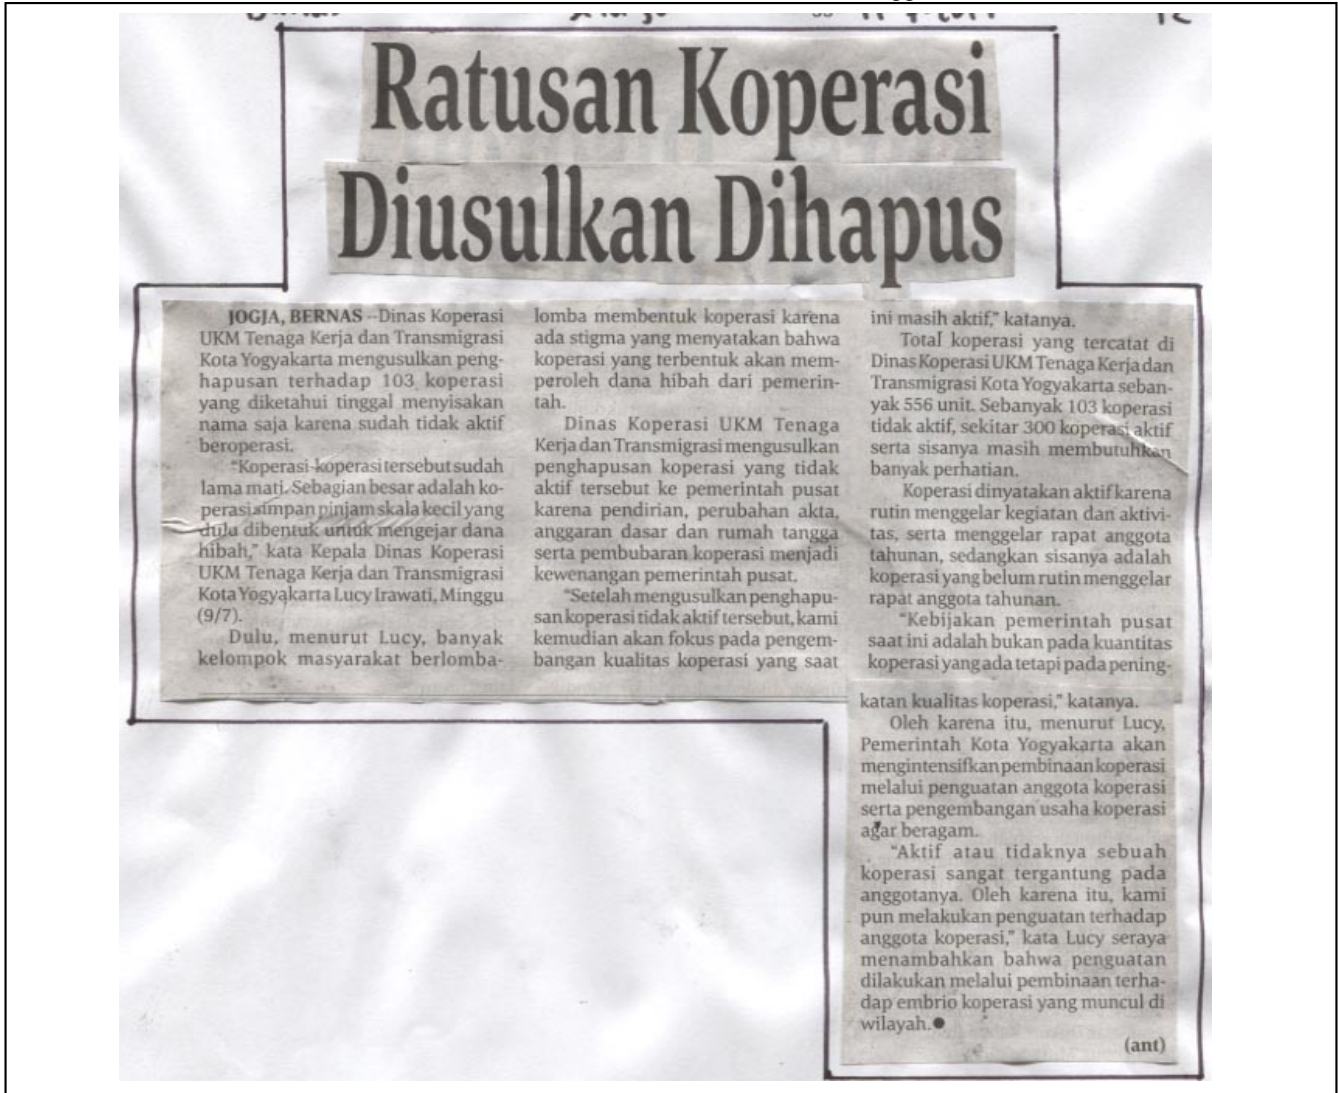 Ratusan Koperasi
Diusulkan Dihapus
JOGJA, BERNAS --Dinas Koperasi
UKM Tenaga Kerja dan Transmigrasi
Kota Yogyakarta mengusulkan peng-
hapusan terhadap 103 koperasi
yang diketahui tinggal menyisakan
nama saja karena sudah tidak aktif
beroperasi.
"Koperasi-koperasi tersebut sudah
lama mati. Sebagian besar adalah ko-
perasi simpan pinjam skala kecil yang
dulu dibentuk untuk mengejar dana
hibah," kata Kepala Dinas Koperasi
UKM Tenaga Kerja dan Transmigrasi
Kota Yogyakarta Lucy Irawati, Minggu
(9/7).
Dulu, menurut Lucy, banyak
kelompok masyarakat berlomba-
lomba membentuk koperasi karena
ada stigma yang menyatakan bahwa
koperasi yang terbentuk akan mem-
peroleh dana hibah dari pemerin-
tah.
Dinas Koperasi UKM Tenaga
Kerja dan Transmigrasi mengusulkan
penghapusan koperasi yang tidak
aktif tersebut ke pemerintah pusat
karena pendirian, perubahan akta,
anggaran dasar dan rumah tangga
serta pembubaran koperasi menjadi
kewenangan pemerintah pusat.
"Setelah mengusulkan penghapu-
san koperasi tidak aktif tersebut, kami
kemudian akan fokus pada pengem-
bangan kualitas koperasi yang saat
ini masih aktif," katanya.
Total koperasi yang tercatat di
Dinas Koperasi UKM Tenaga Kerja dan
Transmigrasi Kota Yogyakarta seban-
yak 556 unit. Sebanyak 103 koperasi
tidak aktif, sekitar 300 koperasi aktif
serta sisanya masih membutuhkan
banyak perhatian.
Koperasi dinyatakan aktif karena
rutin menggelar kegiatan dan aktivi-
tas, serta menggelar rapat anggota
tahunan, sedangkan sisanya adalah
koperasi yang belum rutin menggelar
rapat anggota tahunan.
"Kebijakan pemerintah pusat
saat ini adalah bukan pada kuantitas
koperasi yang ada tetapi pada pening-
katan kualitas koperasi," katanya.
Oleh karena itu, menurut Lucy,
Pemerintah Kota Yogyakarta akan
mengintensifkan pembinaan koperasi
melalui penguatan anggota koperasi
serta pengembangan usaha koperasi
agar beragam.
"Aktif atau tidaknya sebuah
koperasi sangat tergantung pada
anggotanya. Oleh karena itu, kami
pun melakukan penguatan terhadap
anggota koperasi," kata Lucy seraya
menambahkan bahwa penguatan
dilakukan melalui pembinaan terha-
dap embrio koperasi yang muncul di
wilayah.●
(ant)